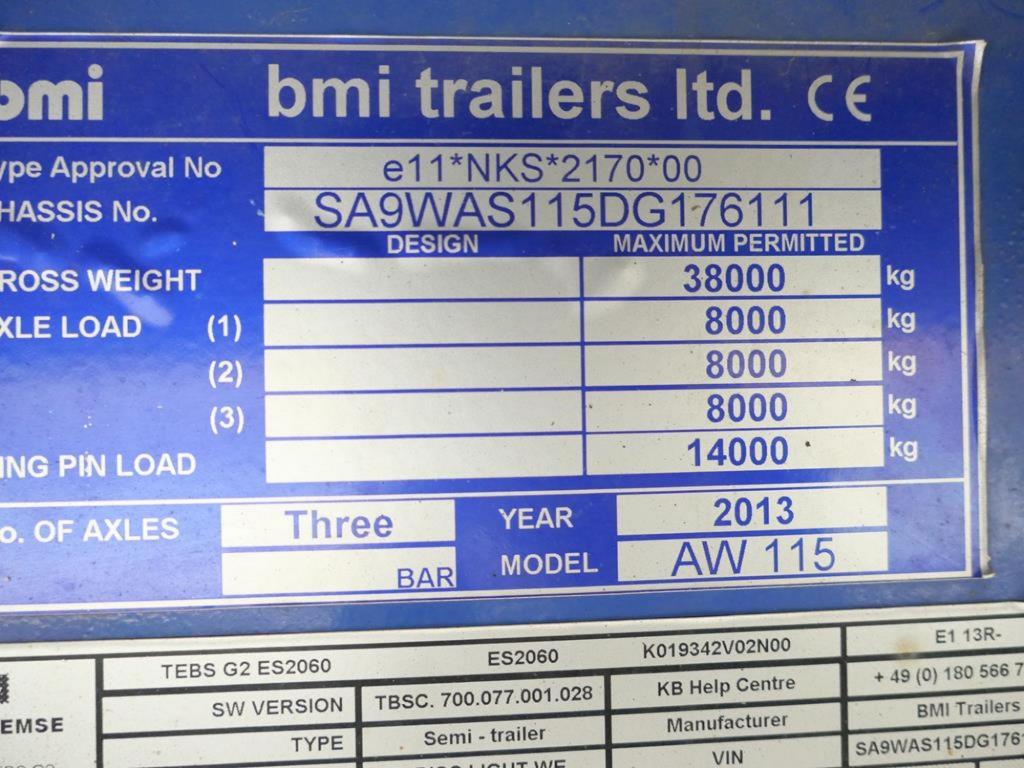 bmi bmi trailers ltd. CE
ype Approval No e11*NKS*2170*00
HASSIS No. SA9WAS115DG176111
DESIGN MAXIMUM PERMITTED
ROSS WEIGHT 38000 kg
XLE LOAD (1) 8000 kg
(2) 8000 kg
(3) 8000 kg
ING PIN LOAD 14000 kg
o. OF AXLES Three YEAR 2013
BAR MODEL AW 115
TEBS G2 ES2060 ES2060 K019342V02N00 E1 13R-
SW VERSION TBSC. 700.077.001.028 KB Help Centre + 49 (0) 180 566 7
EMSE TYPE Semi - trailer Manufacturer BMI Trailers
VIN SA9WAS115DG176